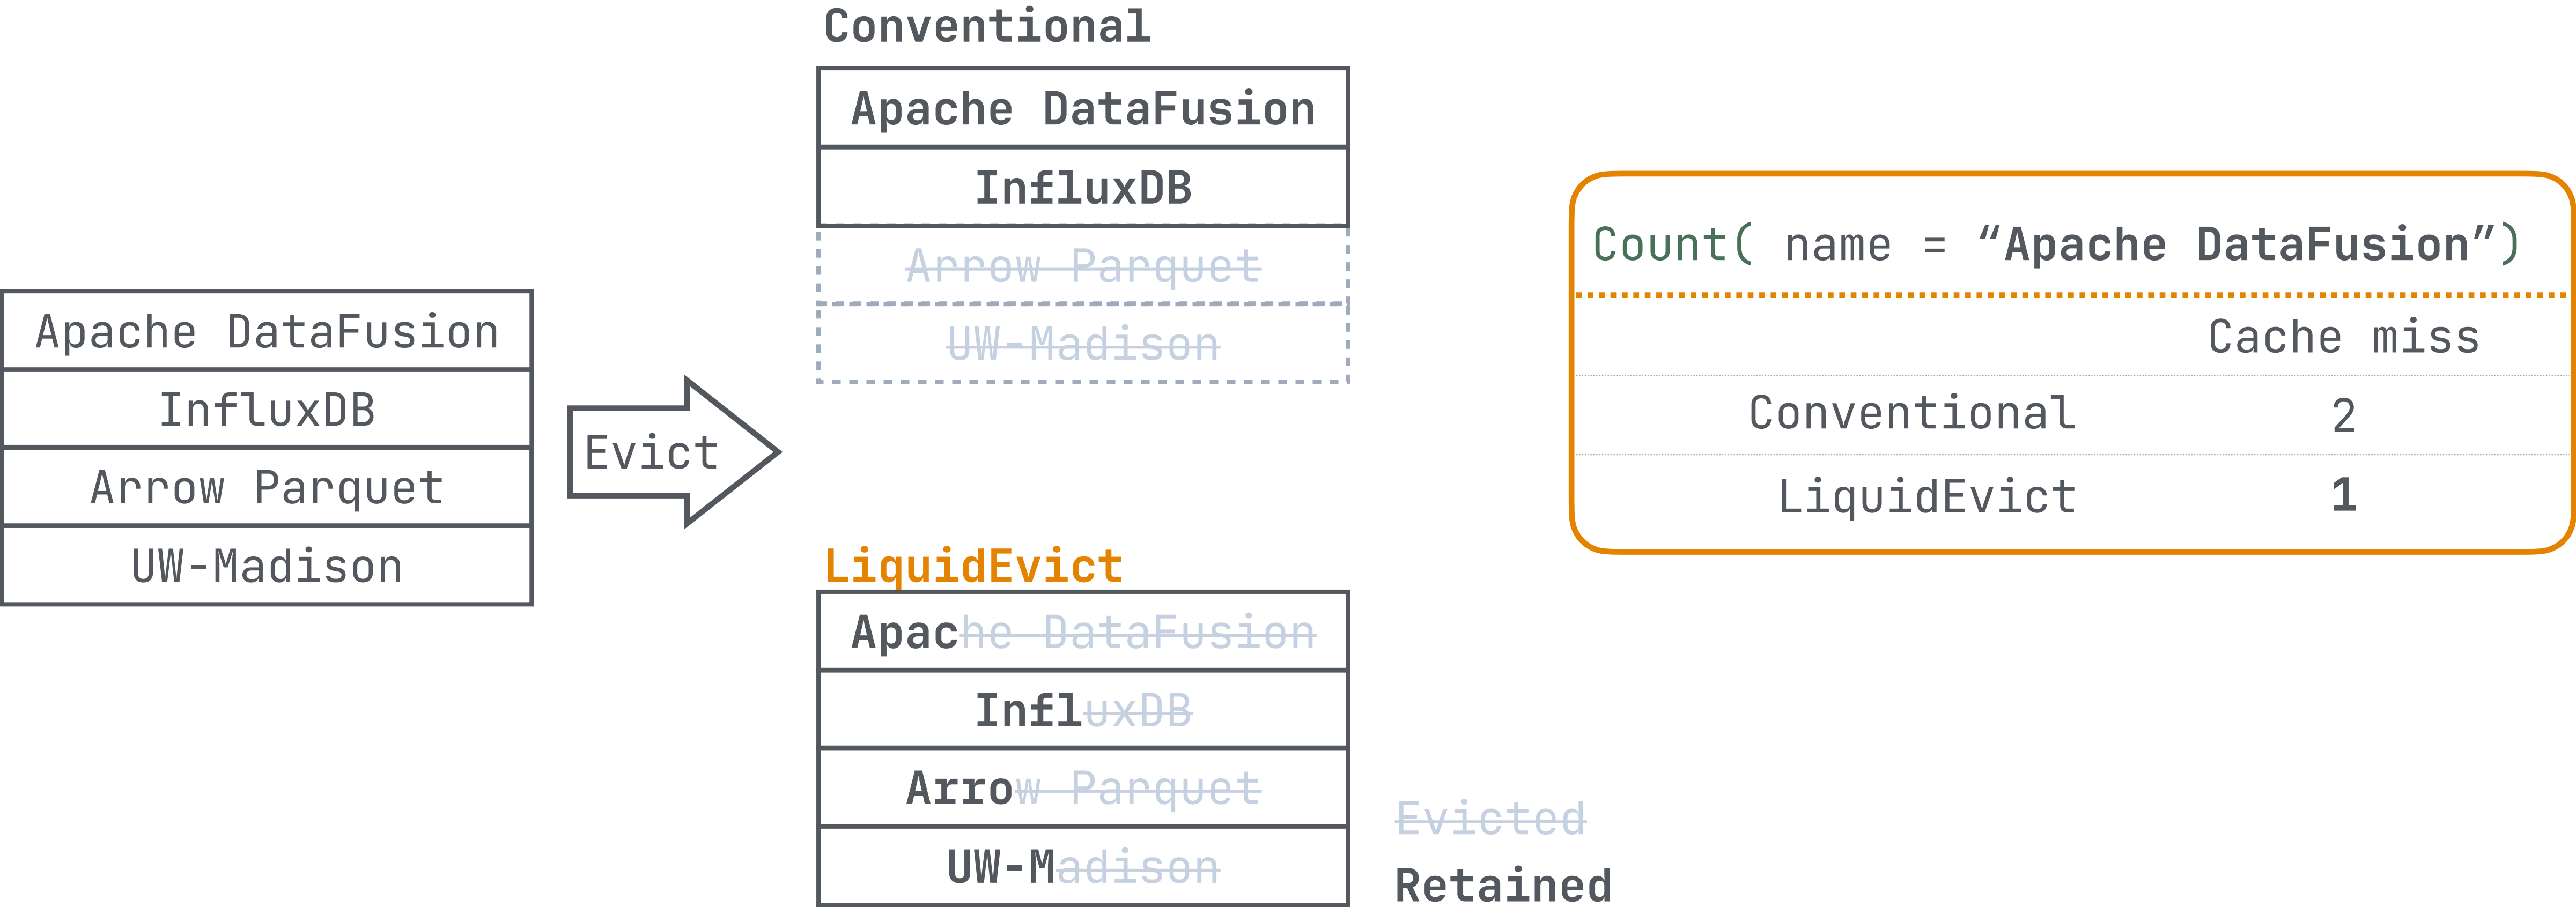 Apache DataFusion
InfluxDB
Arrow Parquet
UW-Madison
Evict
Conventional
Apache DataFusion
InfluxDB
Arrow Parquet
UW-Madison
LiquidEvict
Apache DataFusion
InfluxDB
Arrow Parquet
UW-Madison
Evicted
Retained
Count( name = “Apache DataFusion”)
Cache miss
Conventional 2
LiquidEvict 1